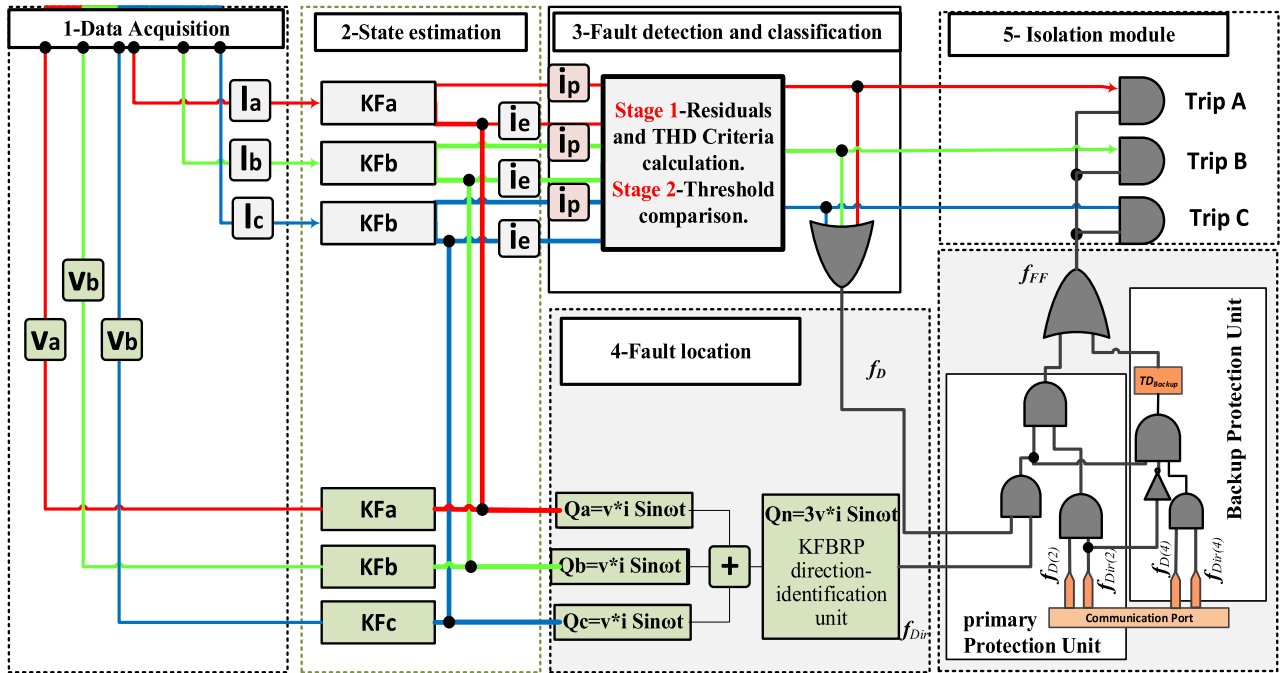 1-Data Acquisition
Ia
Ib
Ic
vb
va
vb
2-State estimation
KFa
KFb
KFb
KFa
KFb
KFc
3-Fault detection and classification
ip
ie
ip
ie
ip
ie
Stage 1-Residuals
and THD Criteria
calculation.
Stage 2-Threshold
comparison.
4-Fault location
fD
Qa=v*i Sinωt
Qb=v*i Sinωt
Qc=v*i Sinωt
+
Qn=3v*i Sinωt
KFBRP
direction-
identification
unit
fDir
5- Isolation module
Trip A
Trip B
Trip C
fFF
TDBackup
Backup Protection Unit
fD(2)
fDir(2)
fD(4)
fDir(4)
Communication Port
primary
Protection Unit